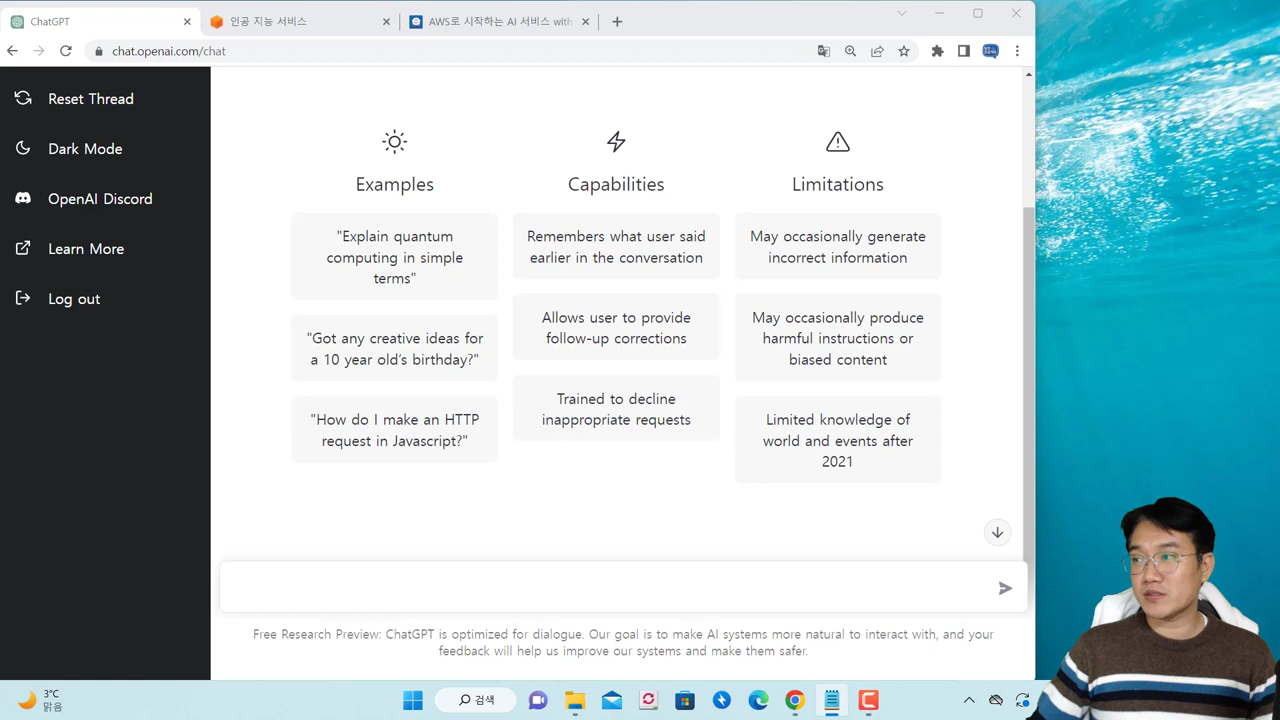 ChatGPT
인공 지능 서비스
AWS로 시작하는 AI 서비스 with
chat.openai.com/chat
Reset Thread
Dark Mode
OpenAI Discord
Learn More
Log out
Examples
"Explain quantum
computing in simple
terms"
"Got any creative ideas for
a 10 year old's birthday?"
"How do I make an HTTP
request in Javascript?"
Capabilities
Remembers what user said
earlier in the conversation
Allows user to provide
follow-up corrections
Trained to decline
inappropriate requests
Limitations
May occasionally generate
incorrect information
May occasionally produce
harmful instructions or
biased content
Limited knowledge of
world and events after
2021
Free Research Preview: ChatGPT is optimized for dialogue. Our goal is to make AI systems more natural to interact with, and your
feedback will help us improve our systems and make them safer.
3°C
맑음
검색